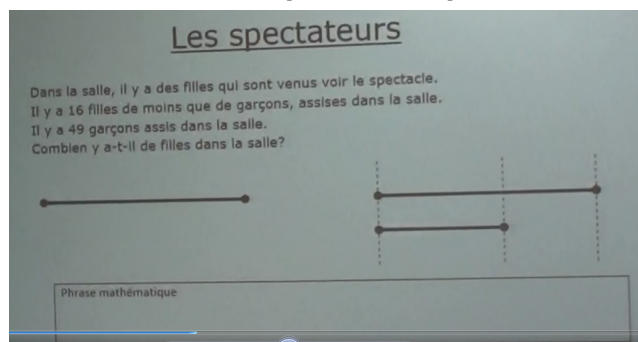 Les spectateurs
Dans la salle, il y a des filles qui sont venus voir le spectacle.
Il y a 16 filles de moins que de garçons, assises dans la salle.
Il y a 49 garçons assis dans la salle.
Combien y a-t-il de filles dans la salle?
Phrase mathématique